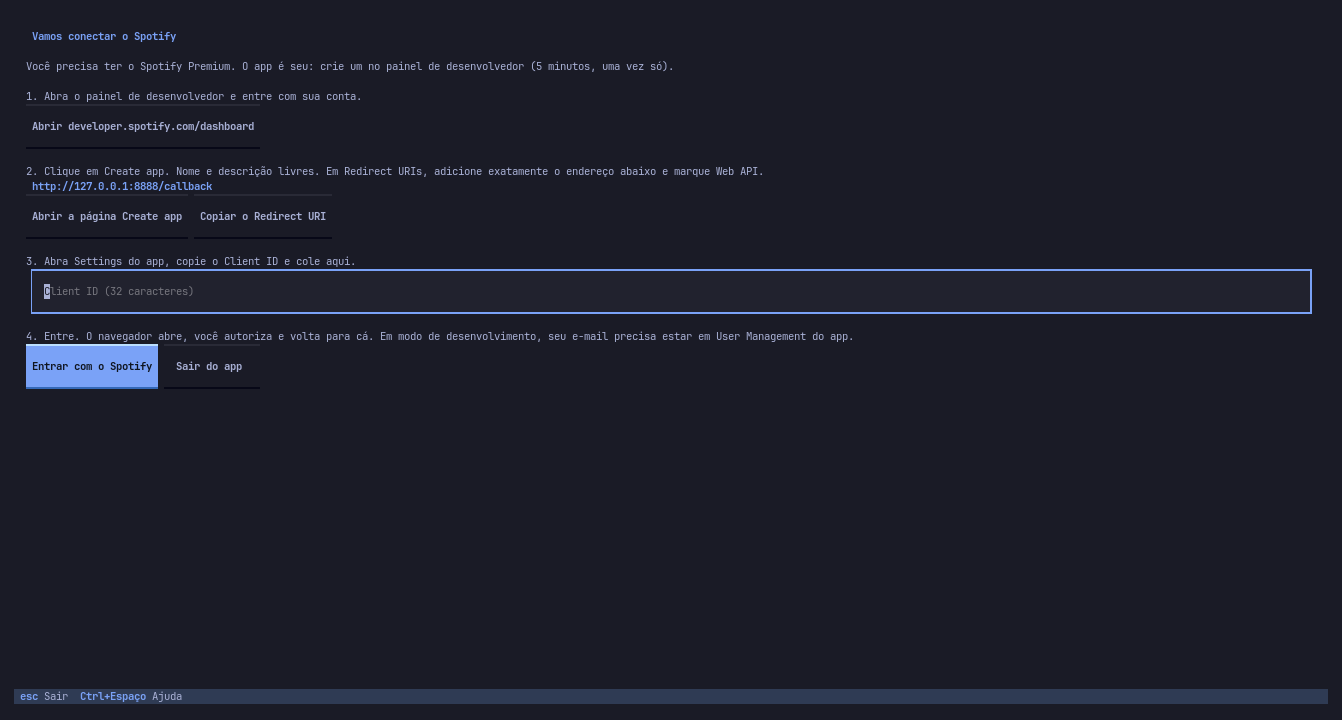 Vamos conectar o Spotify
Você precisa ter o Spotify Premium. O app é seu: crie um no painel de desenvolvedor (5 minutos, uma vez só).
1. Abra o painel de desenvolvedor e entre com sua conta.
Abrir developer.spotify.com/dashboard
2. Clique em Create app. Nome e descrição livres. Em Redirect URIs, adicione exatamente o endereço abaixo e marque Web API.
http://127.0.0.1:8888/callback
Abrir a página Create app Copiar o Redirect URI
3. Abra Settings do app, copie o Client ID e cole aqui.
Client ID (32 caracteres)
4. Entre. O navegador abre, você autoriza e volta para cá. Em modo de desenvolvimento, seu e-mail precisa estar em User Management do app.
Entrar com o Spotify Sair do app
esc Sair Ctrl+Espaço Ajuda